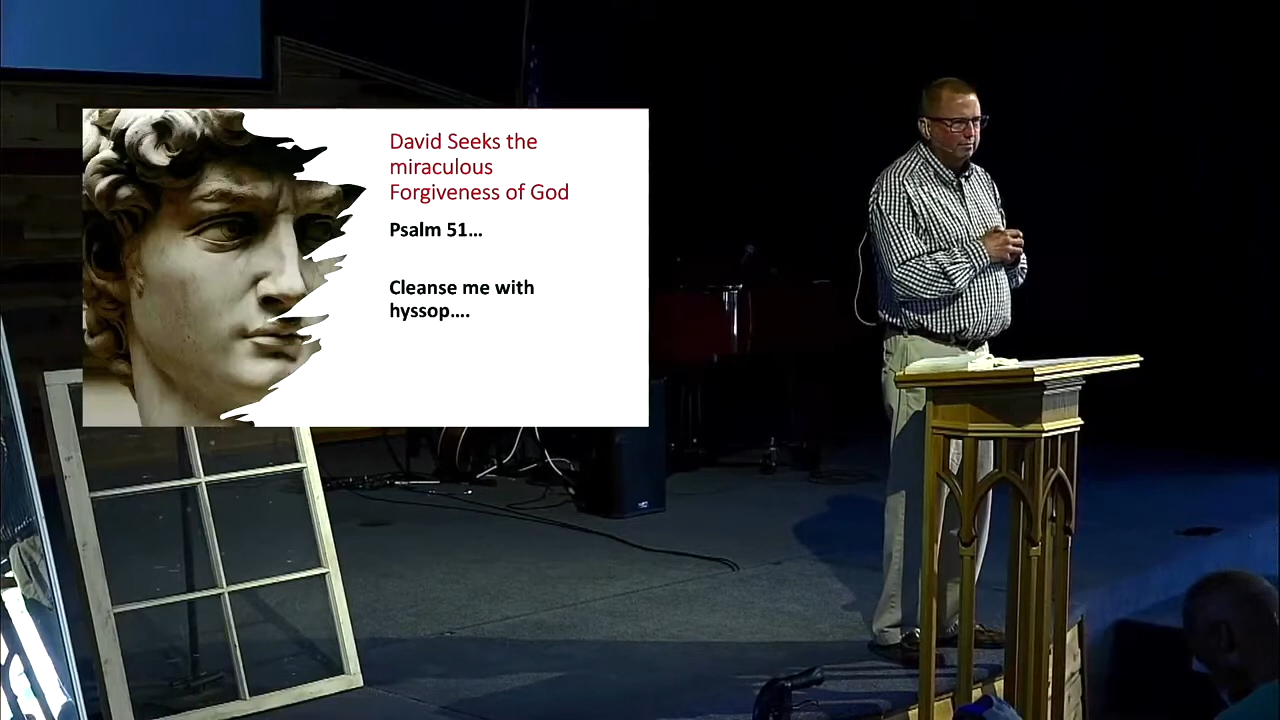 David Seeks the
miraculous
Forgiveness of God
Psalm 51...
Cleanse me with
hyssop....